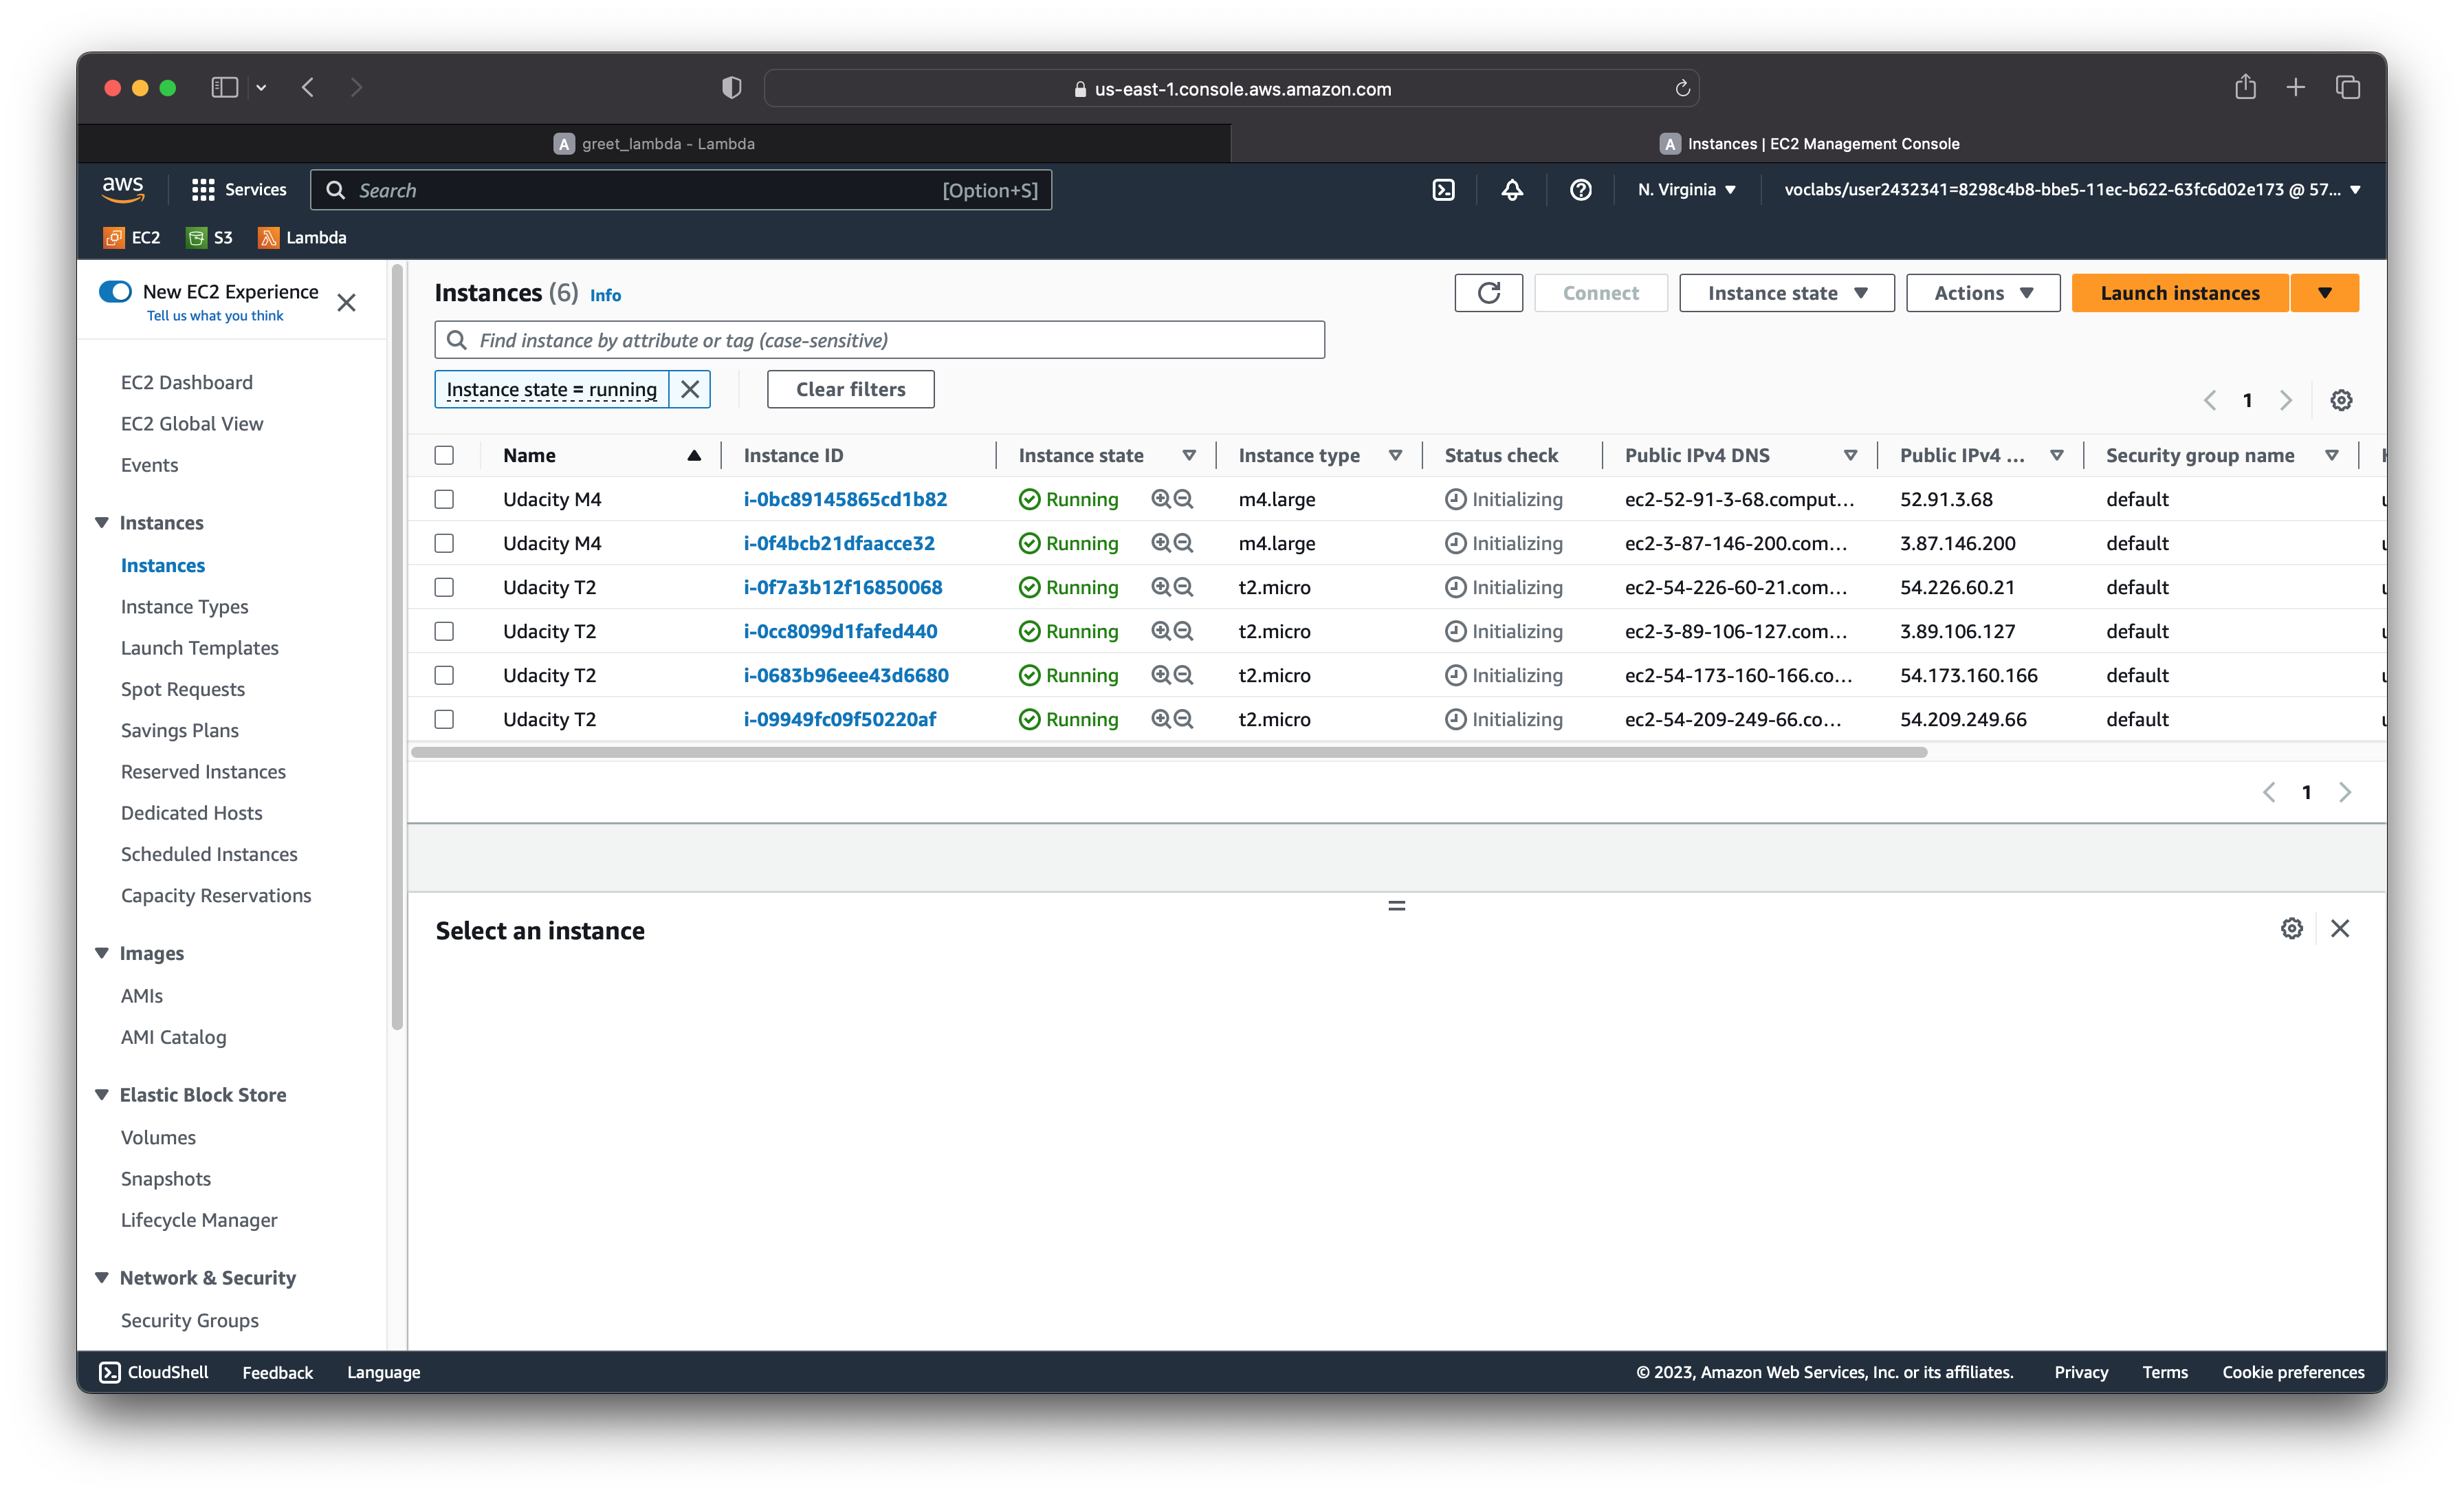 us-east-1.console.aws.amazon.com
A greet_lambda - Lambda
A Instances | EC2 Management Console
aws Services Search [Option+S] N. Virginia voclabs/user2432341=8298c4b8-bbe5-11ec-b622-63fc6d02e173 @ 57...
EC2 S3 Lambda
New EC2 Experience
Tell us what you think
EC2 Dashboard
EC2 Global View
Events
Instances
Instances
Instance Types
Launch Templates
Spot Requests
Savings Plans
Reserved Instances
Dedicated Hosts
Scheduled Instances
Capacity Reservations
Images
AMIs
AMI Catalog
Elastic Block Store
Volumes
Snapshots
Lifecycle Manager
Network & Security
Security Groups
Instances (6) Info Connect Instance state Actions Launch instances
Find instance by attribute or tag (case-sensitive)
Instance state = running Clear filters 1
Name Instance ID Instance state Instance type Status check Public IPv4 DNS Public IPv4 ... Security group name
Udacity M4 i-0bc89145865cd1b82 Running m4.large Initializing ec2-52-91-3-68.comput... 52.91.3.68 default
Udacity M4 i-0f4bcb21dfaacce32 Running m4.large Initializing ec2-3-87-146-200.com... 3.87.146.200 default
Udacity T2 i-0f7a3b12f16850068 Running t2.micro Initializing ec2-54-226-60-21.com... 54.226.60.21 default
Udacity T2 i-0cc8099d1fafed440 Running t2.micro Initializing ec2-3-89-106-127.com... 3.89.106.127 default
Udacity T2 i-0683b96eee43d6680 Running t2.micro Initializing ec2-54-173-160-166.co... 54.173.160.166 default
Udacity T2 i-09949fc09f50220af Running t2.micro Initializing ec2-54-209-249-66.co... 54.209.249.66 default
1
Select an instance
CloudShell Feedback Language © 2023, Amazon Web Services, Inc. or its affiliates. Privacy Terms Cookie preferences